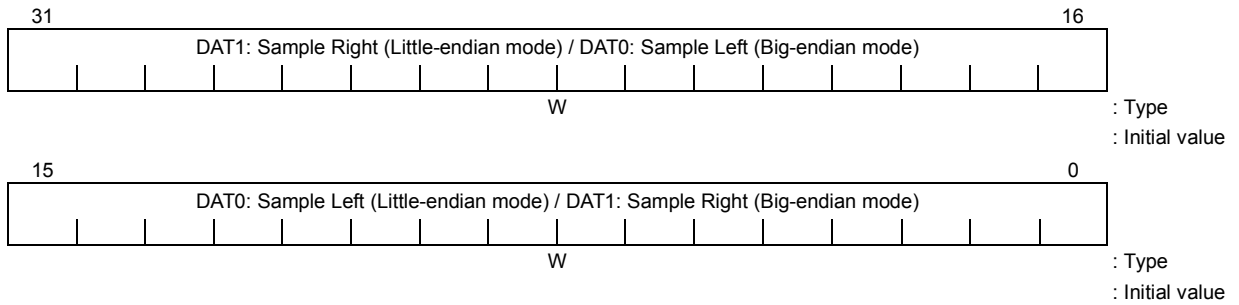 31 16
DAT1: Sample Right (Little-endian mode) / DAT0: Sample Left (Big-endian mode)
W : Type
: Initial value
15 0
DAT0: Sample Left (Little-endian mode) / DAT1: Sample Right (Big-endian mode)
W : Type
: Initial value